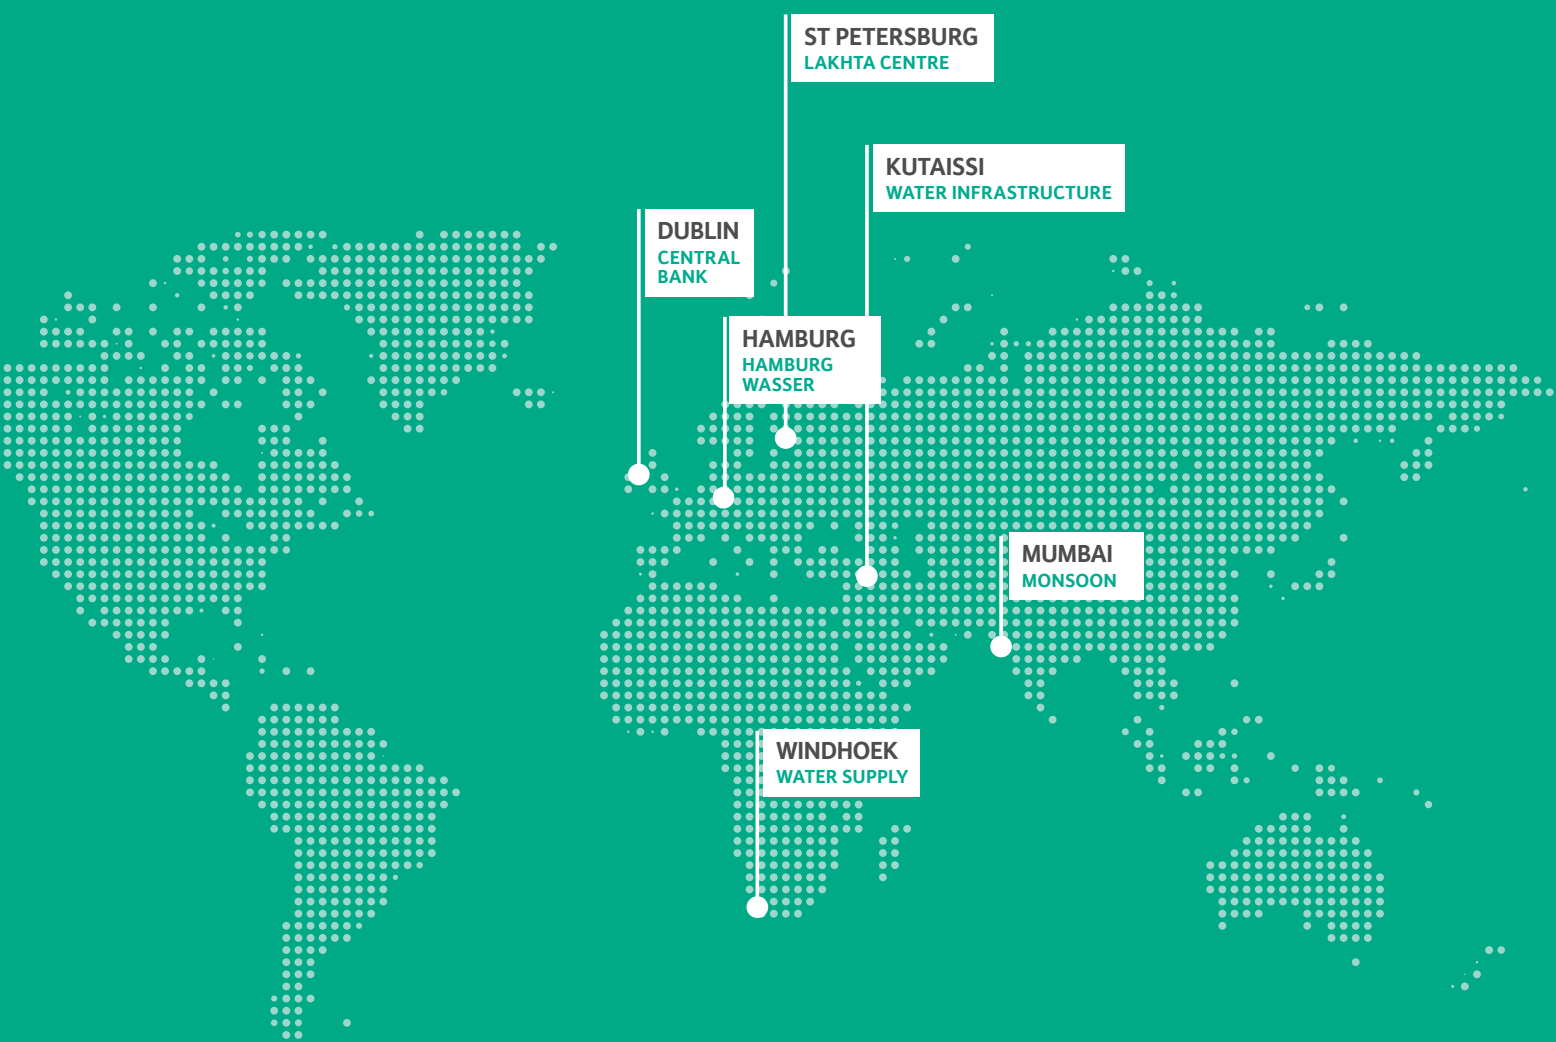 ST PETERSBURG
LAKHTA CENTRE
KUTAISSI
WATER INFRASTRUCTURE
DUBLIN
CENTRAL
BANK
HAMBURG
HAMBURG
WASSER
MUMBAI
MONSOON
WINDHOEK
WATER SUPPLY